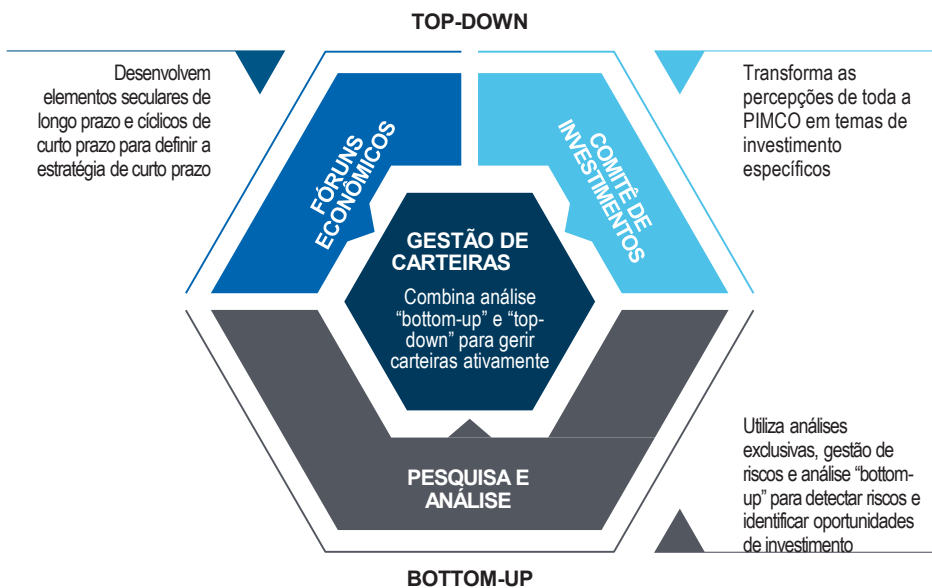 TOP-DOWN
Desenvolvem
elementos seculares de
longo prazo e cíclicos de
curto prazo para definir a
estratégia de curto prazo
Transforma as
percepções de toda a
PIMCO em temas de
investimento
específicos
FÓRUNS
ECONÔMICOS
COMITÊ DE
INVESTIMENTOS
GESTÃO DE
CARTEIRAS
Combina análise
“bottom-up” e “top-
down” para gerir
carteiras ativamente
PESQUISA E
ANÁLISE
Utiliza análises
exclusivas, gestão de
riscos e análise “bottom-
up” para detectar riscos e
identificar oportunidades
de investimento
BOTTOM-UP